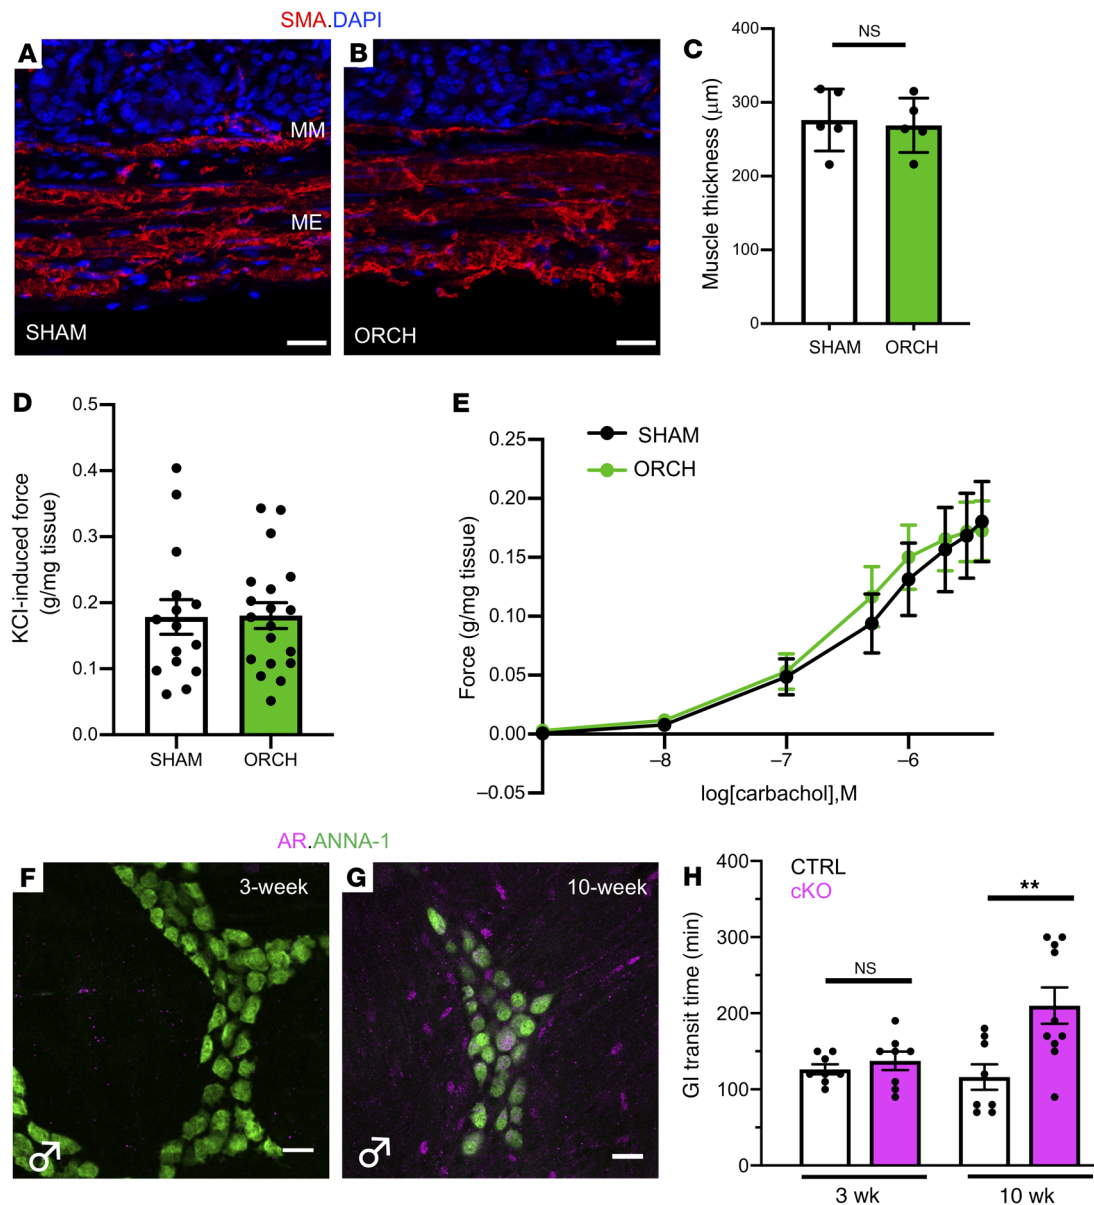 SMA.DAPI
A
MM
ME
SHAM
B
ORCH
C
Muscle thickness (μm)
400
300
200
100
0
NS
SHAM
ORCH
D
KCl-induced force
(g/mg tissue)
0.5
0.4
0.3
0.2
0.1
0.0
SHAM
ORCH
E
SHAM
ORCH
Force (g/mg tissue)
0.25
0.20
0.15
0.10
0.05
0.00
–0.05
–8
–7
–6
log[carbachol],M
AR.ANNA-1
F
3-week
♂
G
10-week
♂
H
CTRL
cKO
GI transit time (min)
400
300
200
100
0
NS
**
3 wk
10 wk